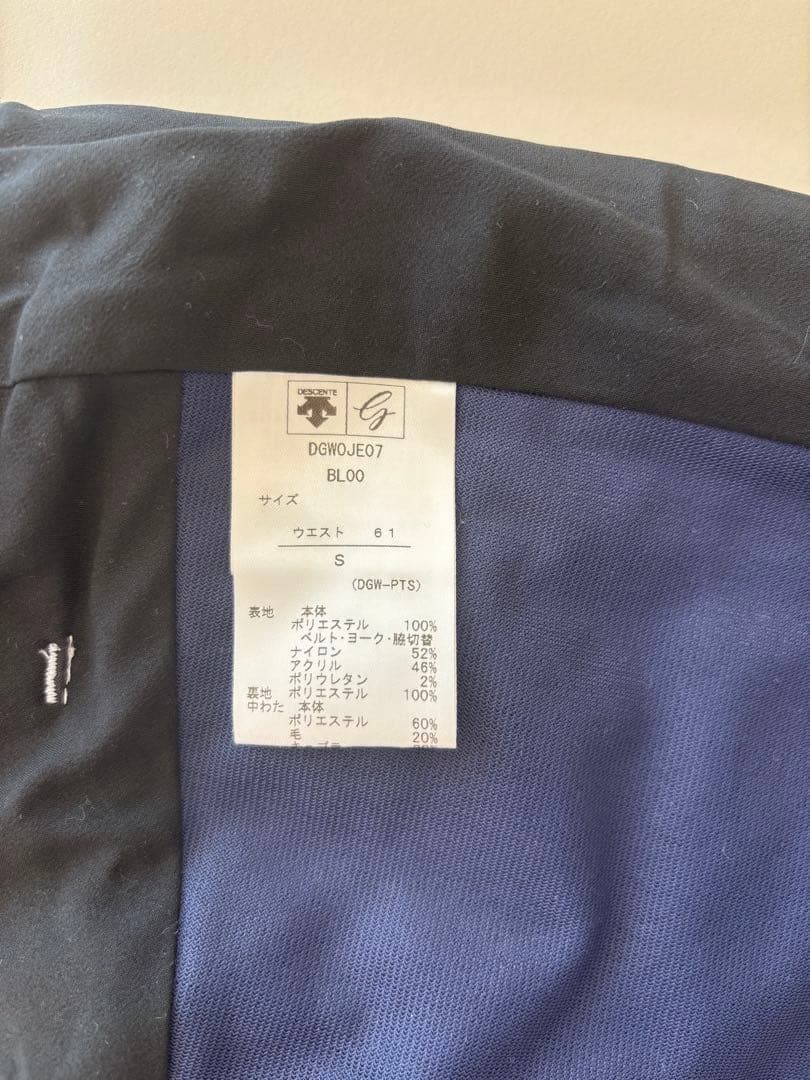 DESCENTE
DGWOJE07
BL00
サイズ
ウエスト 61
S
(DGW-PTS)
表地 本体
ポリエステル 100%
ベルト・ヨーク・脇切替
ナイロン 52%
アクリル 46%
ポリウレタン 2%
裏地 ポリエステル 100%
中わた 本体
ポリエステル 60%
毛 20%